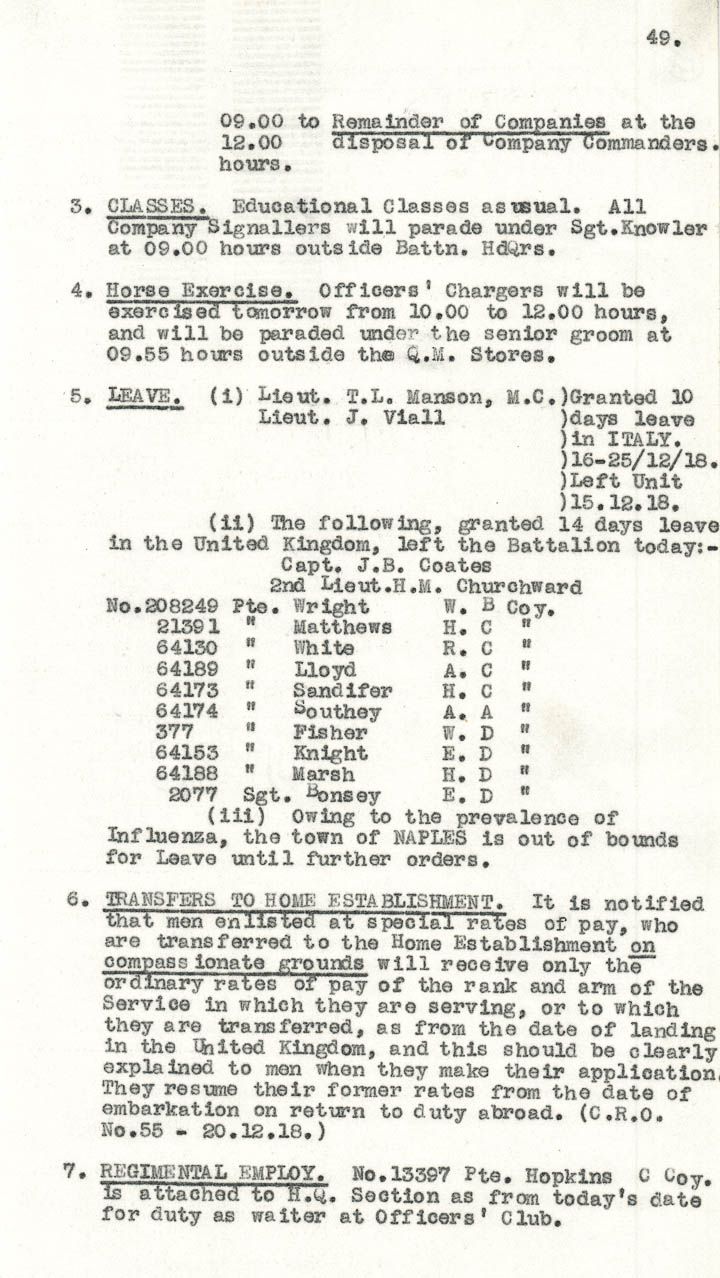 49.
09.00 to Remainder of Companies at the
12.00 disposal of Company Commanders.
hours.
3. CLASSES. Educational Classes as usual. All
Company Signallers will parade under Sgt.Knowler
at 09.00 hours outside Battn. HdQrs.
4. Horse Exercise. Officers' Chargers will be
exercised tomorrow from 10.00 to 12.00 hours,
and will be paraded under the senior groom at
09.55 hours outside the Q.M. Stores.
5. LEAVE. (i) Lieut. T.L. Manson, M.C.)Granted 10
Lieut. J. Viall )days leave
)in ITALY.
)16-25/12/18.
)Left Unit
)15.12.18.
(ii) The following, granted 14 days leave
in the United Kingdom, left the Battalion today:-
Capt. J.B. Coates
2nd Lieut.H.M. Churchward
No.208249 Pte. Wright W. B Coy.
21391 " Matthews H. C "
64130 " White R. C "
64189 " Lloyd A. C "
64173 " Sandifer H. C "
64174 " Southey A. A "
377 " Fisher W. D "
64153 " Knight E. D "
64188 " Marsh H. D "
2077 Sgt. Bonsey E. D "
(iii) Owing to the prevalence of
Influenza, the town of NAPLES is out of bounds
for Leave until further orders.
6. TRANSFERS TO HOME ESTABLISHMENT. It is notified
that men enlisted at special rates of pay, who
are transferred to the Home Establishment on
compassionate grounds will receive only the
ordinary rates of pay of the rank and arm of the
Service in which they are serving, or to which
they are transferred, as from the date of landing
in the United Kingdom, and this should be clearly
explained to men when they make their application.
They resume their former rates from the date of
embarkation on return to duty abroad. (C.R.O.
No.55 - 20.12.18.)
7. REGIMENTAL EMPLOY. No.13397 Pte. Hopkins C Coy.
is attached to H.Q. Section as from today's date
for duty as waiter at Officers' Club.